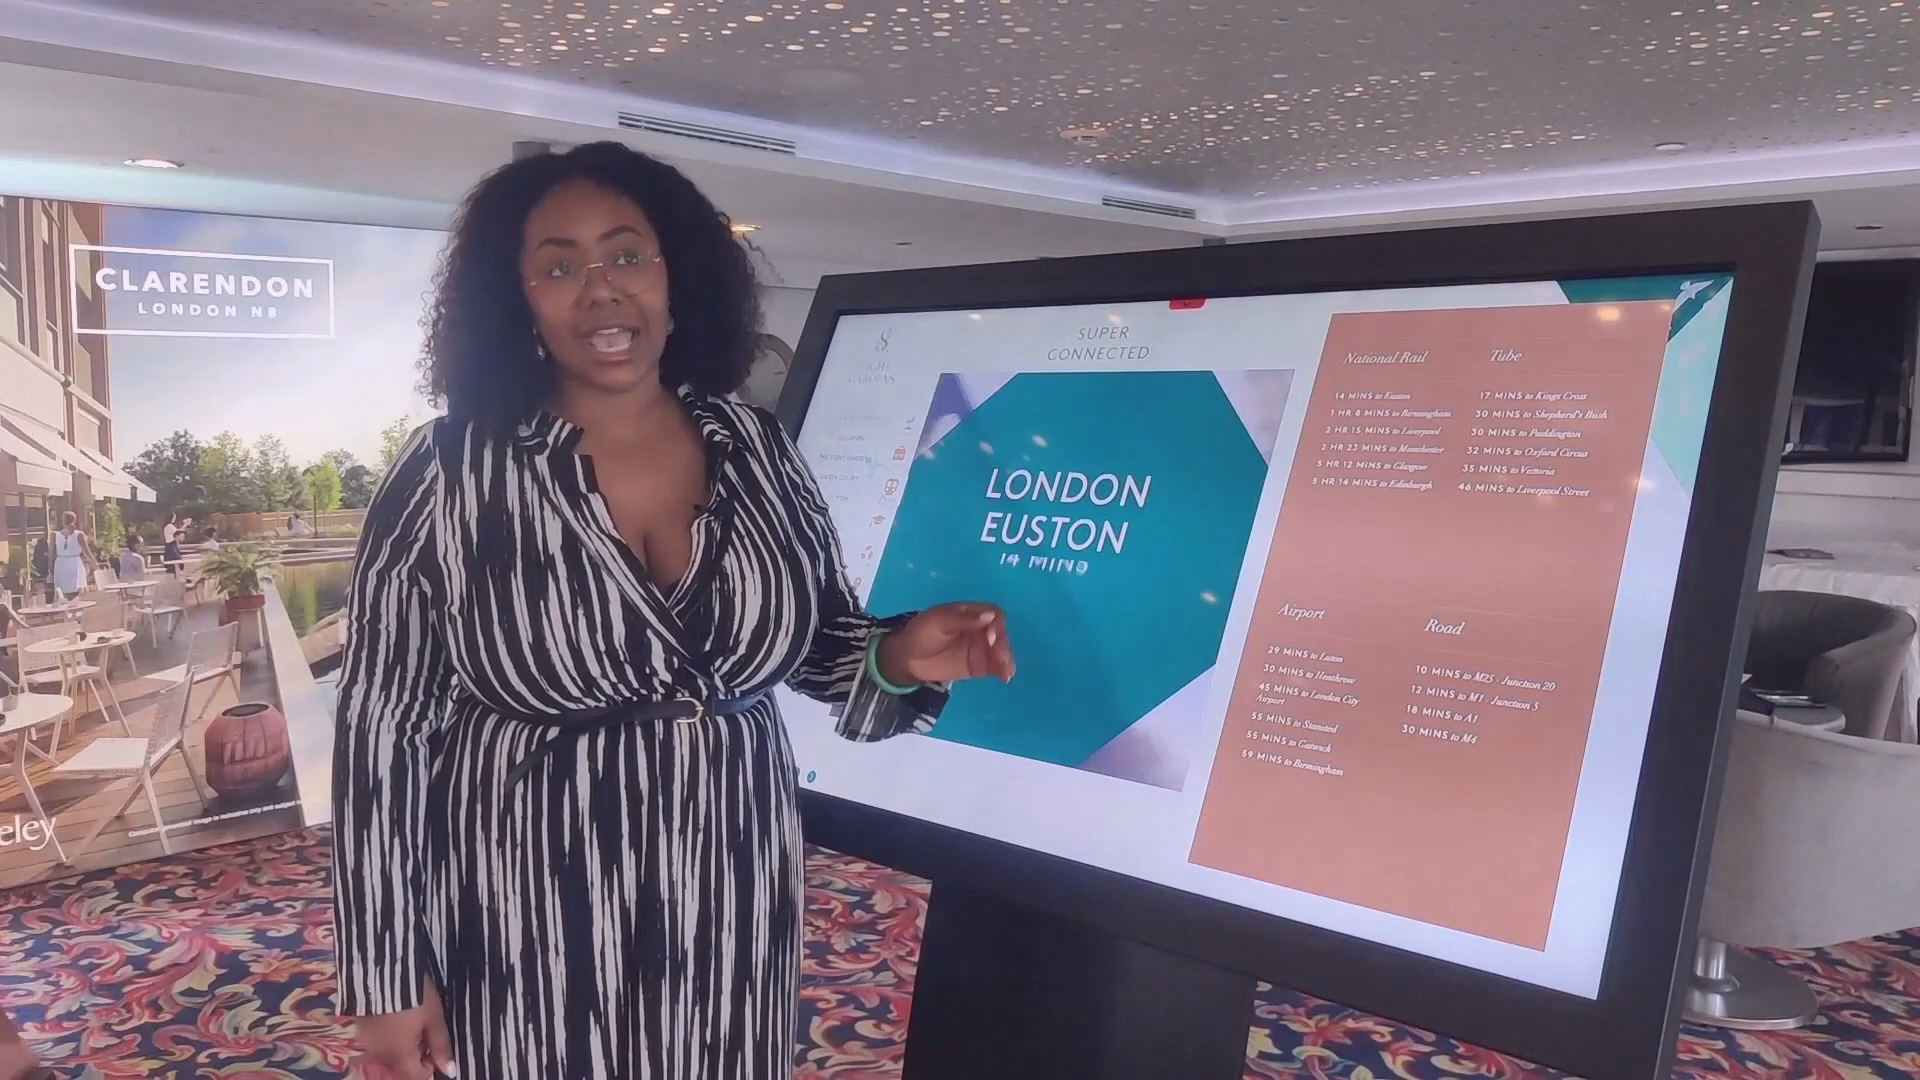 CLARENDON
LONDON N8
eley
SUPER
CONNECTED
LONDON
EUSTON
14 MINS
National Rail
14 MINS to Euston
1 HR 8 MINS to Birmingham
2 HR 15 MINS to Liverpool
2 HR 23 MINS to Manchester
5 HR 12 MINS to Glasgow
5 HR 14 MINS to Edinburgh
Tube
17 MINS to Kings Cross
30 MINS to Shepherd's Bush
30 MINS to Paddington
32 MINS to Oxford Circus
35 MINS to Victoria
46 MINS to Liverpool Street
Airport
29 MINS to Luton
30 MINS to Heathrow
45 MINS to London City
Airport
55 MINS to Stansted
55 MINS to Gatwick
59 MINS to Birmingham
Road
10 MINS to M25 - Junction 20
12 MINS to M1 - Junction 5
18 MINS to A1
30 MINS to M4